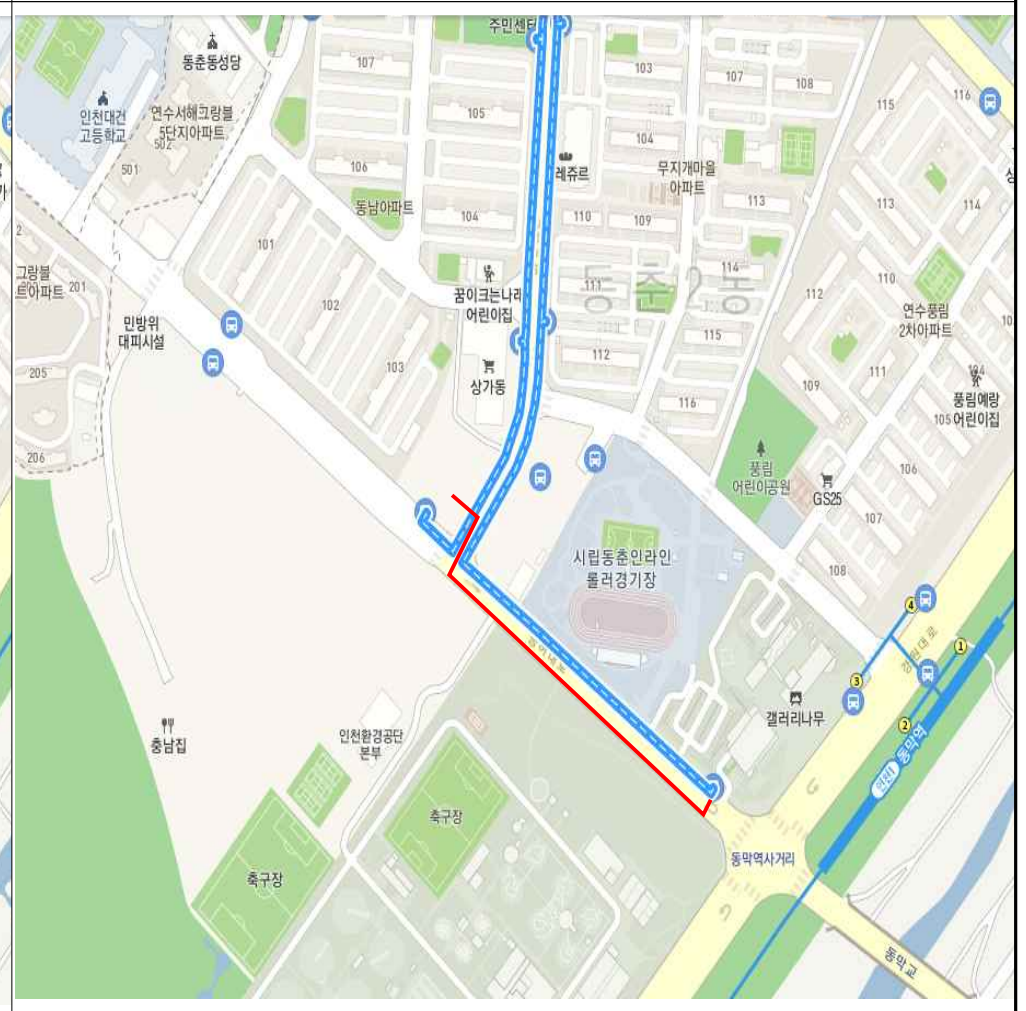 주민센터
동춘동성당
107
103
107
108
116
115
인천대건
고등학교
연수서해그랑블
5단지아파트
502
501
105
104
106
레쥬르
무지개마을
아파트
113
동남아파트
104
110
109
113
114
101
그랑블
트아파트
201
102
꿈이크는나래
어린이집
111
동춘2동
114
110
112
연수풍림
2차아파트
민방위
대피시설
115
112
103
상가동
205
109
111
104
풍림예랑
어린이집
105
116
206
풍림
어린이공원
GS25
106
107
시립동춘인라인
롤러경기장
108
4
1
경원대로
3
갤러리나무
2
동막역
인천1
충남집
인천환경공단
본부
축구장
축구장
동막역사거리
동막교